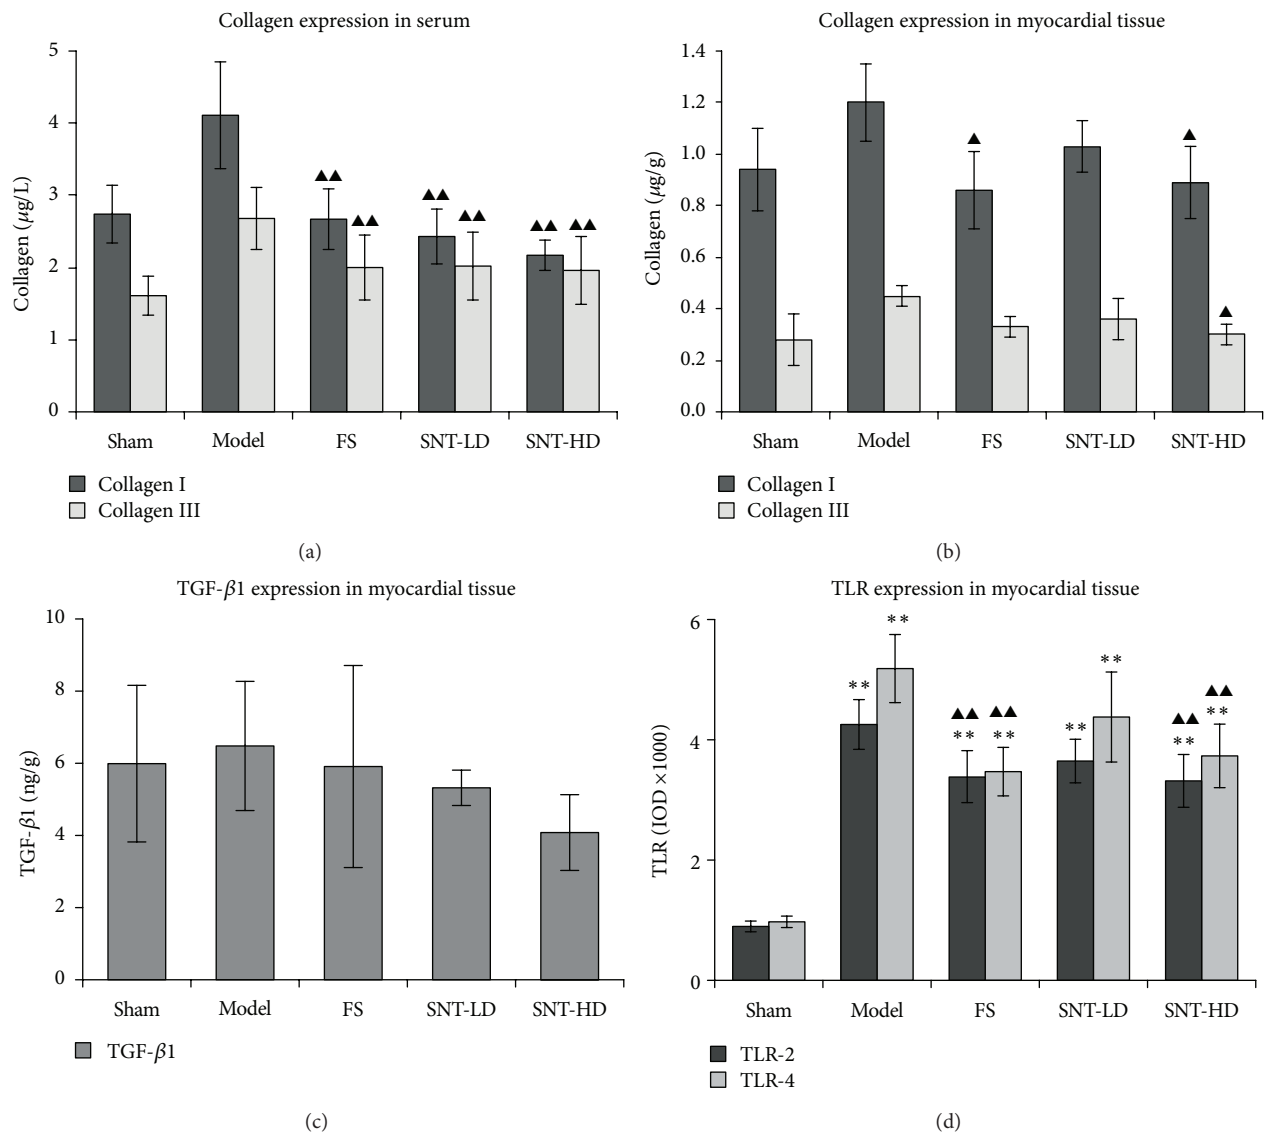 Collagen expression in serum
Collagen (μg/L)
5
4
3
2
1
0
▲▲
▲▲
▲▲
▲▲
▲▲
▲▲
Sham Model FS SNT-LD SNT-HD
Collagen I
Collagen III
(a)
Collagen expression in myocardial tissue
Collagen (μg/g)
1.4
1.2
1.0
0.8
0.6
0.4
0.2
0.0
▲
▲
▲
Sham Model FS SNT-LD SNT-HD
Collagen I
Collagen III
(b)
TGF-β1 expression in myocardial tissue
TGF-β1 (ng/g)
10
8
6
4
2
0
Sham Model FS SNT-LD SNT-HD
TGF-β1
(c)
TLR expression in myocardial tissue
TLR (IOD ×1000)
6
4
2
0
**
**
▲▲
**
▲▲
**
**
**
▲▲
**
▲▲
**
Sham Model FS SNT-LD SNT-HD
TLR-2
TLR-4
(d)